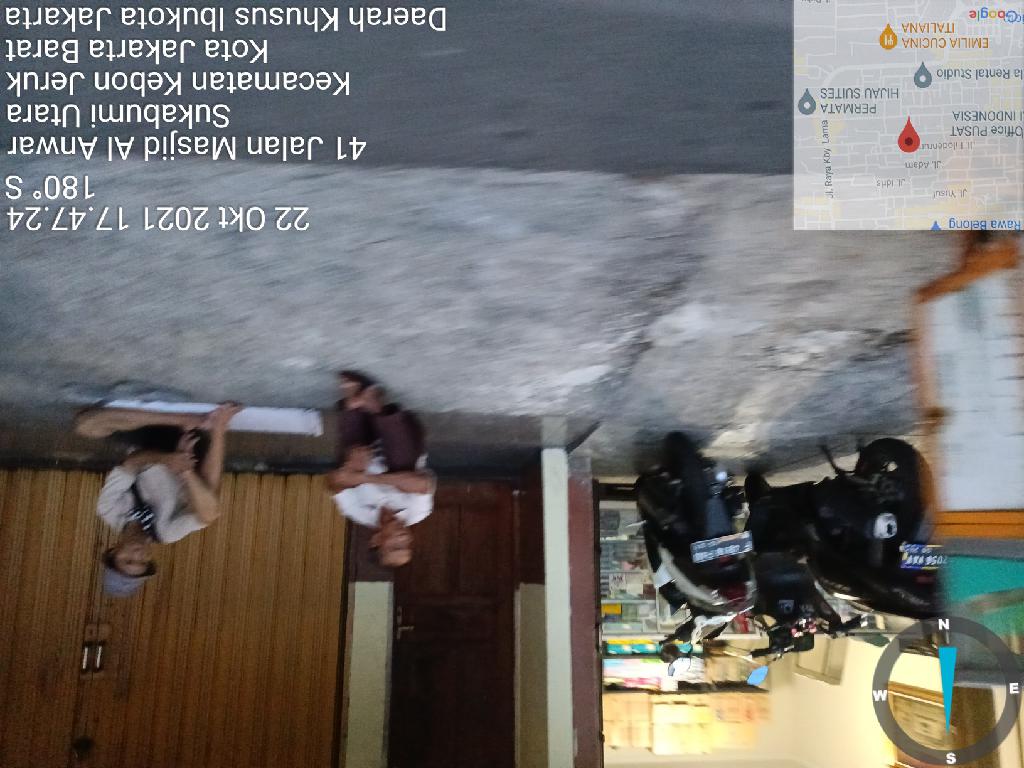 S
E
W
N
Rawa Belong
Jl. Yusuf
Jl. Idris
Jl. Adam
Jl. Raya Kby. Lama
Office PUSAT
INDONESIA
PERMATA
HIJAU SUITES
la Rental Studio
EMILIA CUCINA
ITALIANA
Google
22 Okt 2021 17.47.24
180° S
41 Jalan Masjid Al Anwar
Sukabumi Utara
Kecamatan Kebon Jeruk
Kota Jakarta Barat
Daerah Khusus Ibukota Jakarta